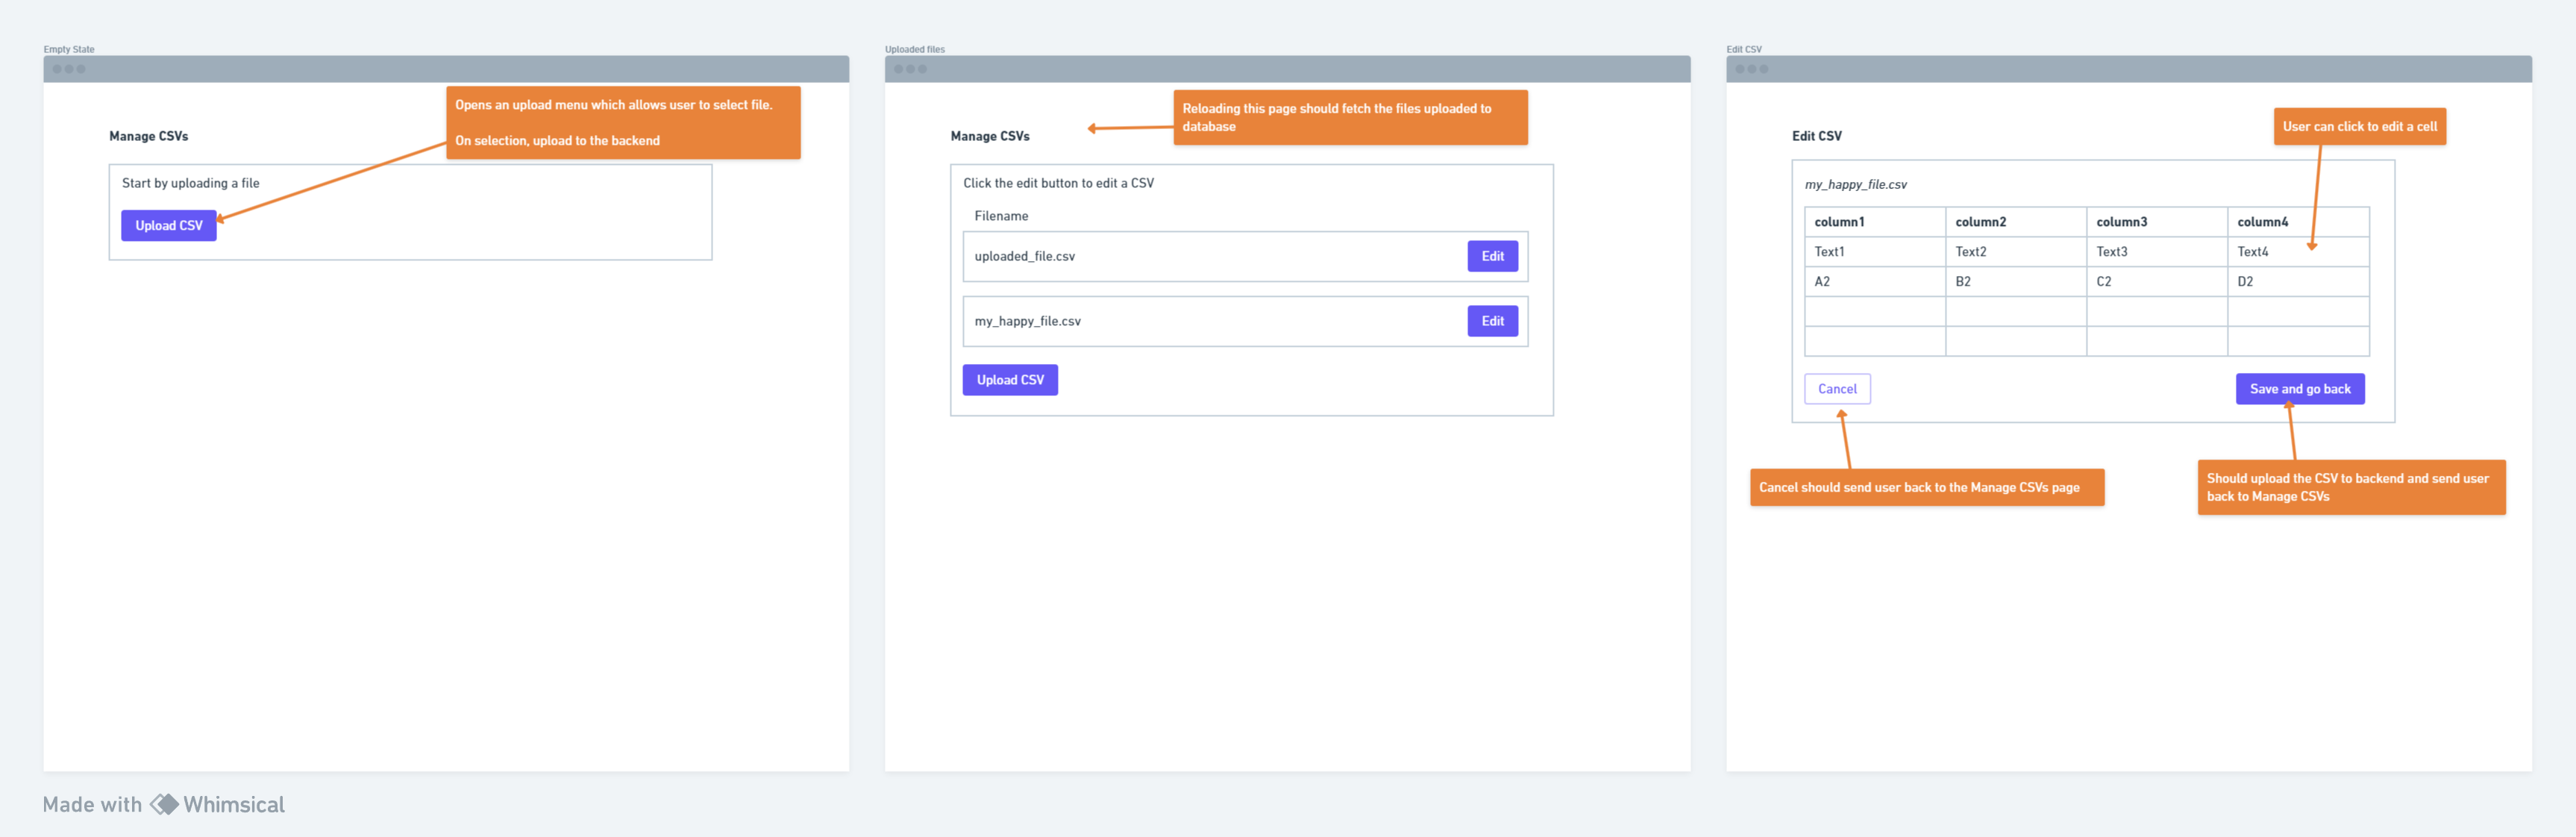 Empty State
Manage CSVs
Opens an upload menu which allows user to select file.
On selection, upload to the backend
Start by uploading a file
Upload CSV
Uploaded files
Manage CSVs
Reloading this page should fetch the files uploaded to
database
Click the edit button to edit a CSV
Filename
uploaded_file.csv
Edit
my_happy_file.csv
Edit
Upload CSV
Edit CSV
Edit CSV
User can click to edit a cell
my_happy_file.csv
column1 column2 column3 column4
Text1 Text2 Text3 Text4
A2 B2 C2 D2
Cancel
Save and go back
Cancel should send user back to the Manage CSVs page
Should upload the CSV to backend and send user
back to Manage CSVs
Made with Whimsical